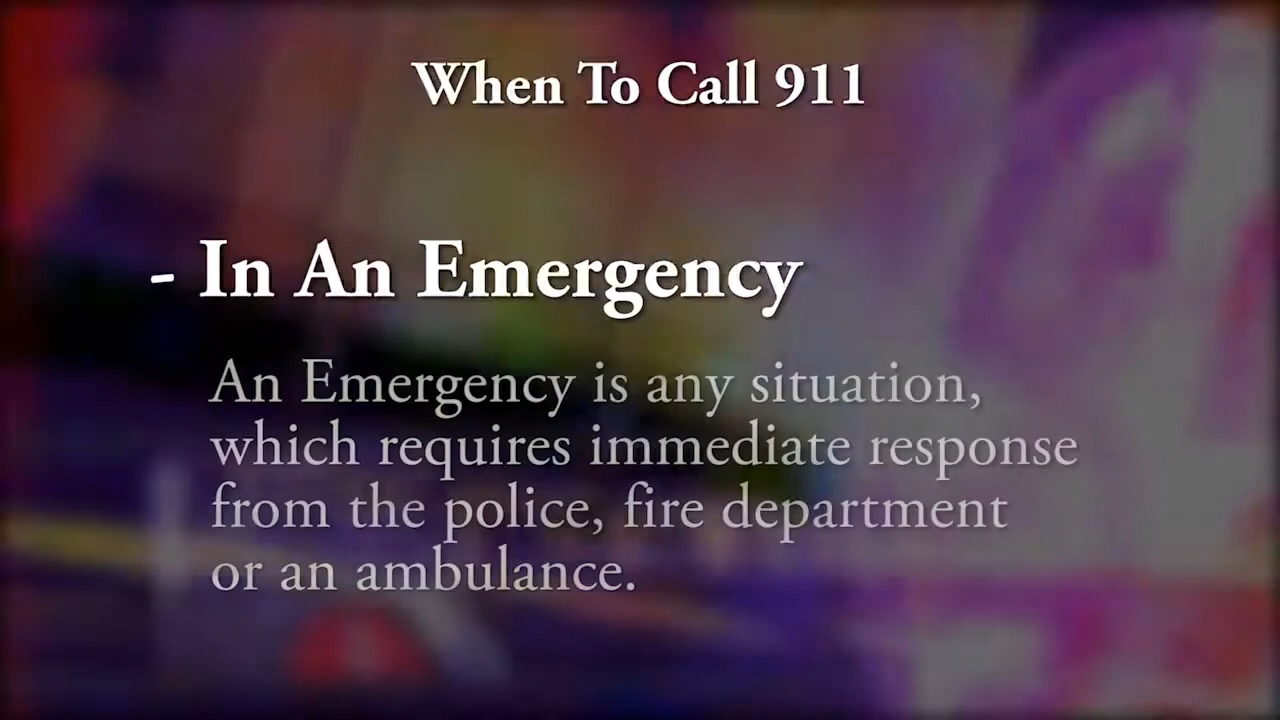 When To Call 911
- In An Emergency
An Emergency is any situation,
which requires immediate response
from the police, fire department
or an ambulance.